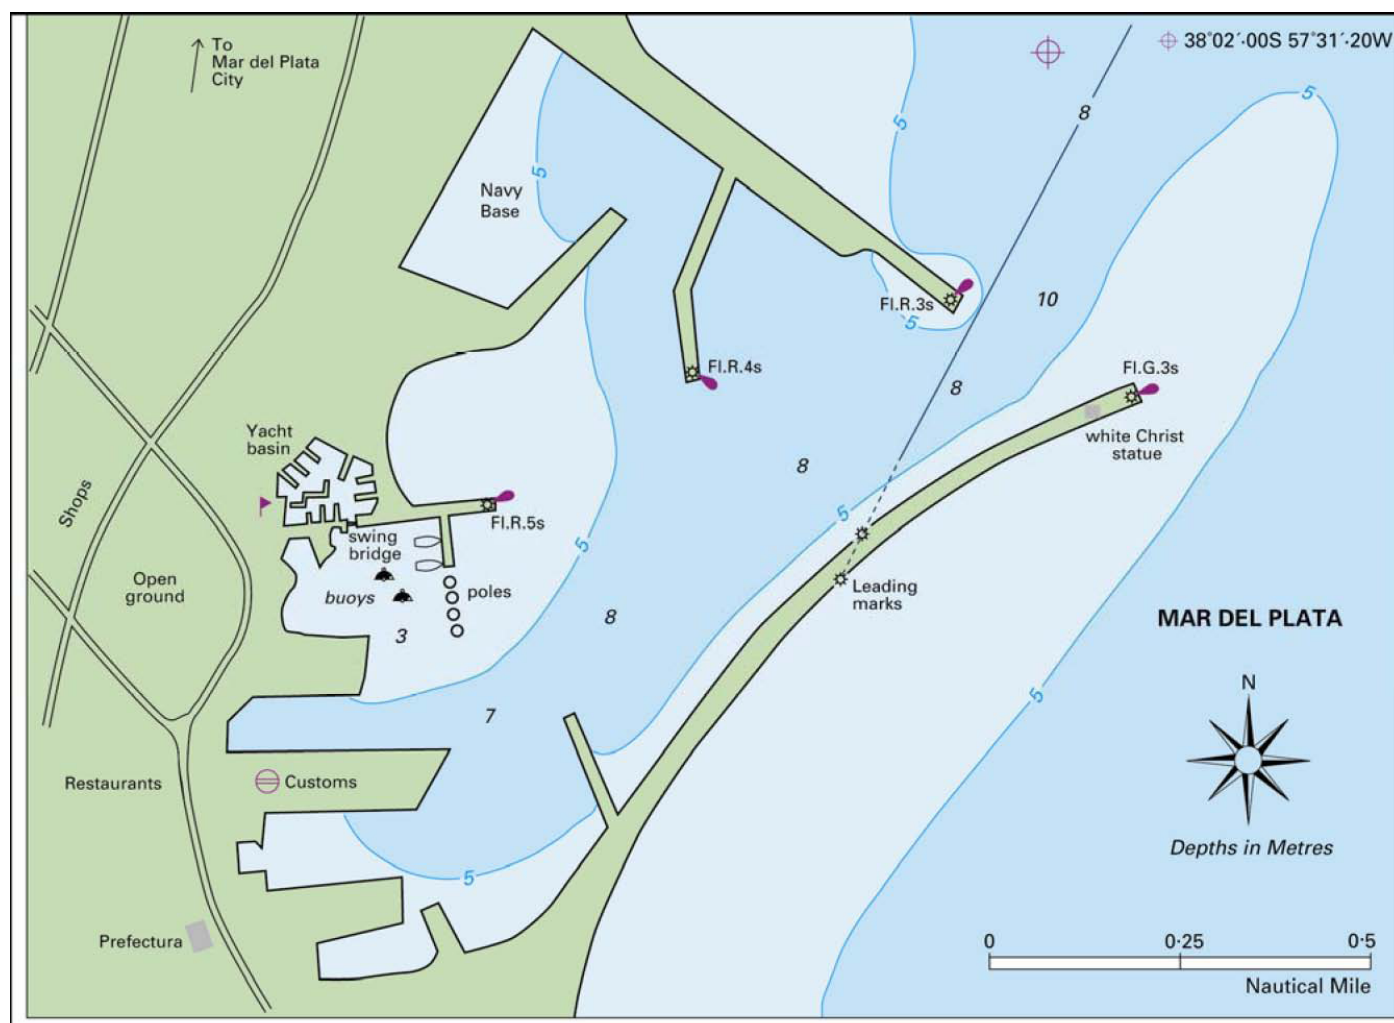 To
Mar del Plata
City
38°02´·00S 57°31´·20W
8
5
5
5
Navy
Base
10
Fl.R.3s
5
Fl.R.4s
Fl.G.3s
8
white Christ
statue
Yacht
basin
8
Shops
Fl.R.5s
5
swing
bridge
5
Open
ground
buoys
poles
Leading
marks
8
3
MAR DEL PLATA
N
5
7
Restaurants
Customs
Depths in Metres
5
Prefectura
0 0·25 0·5
Nautical Mile